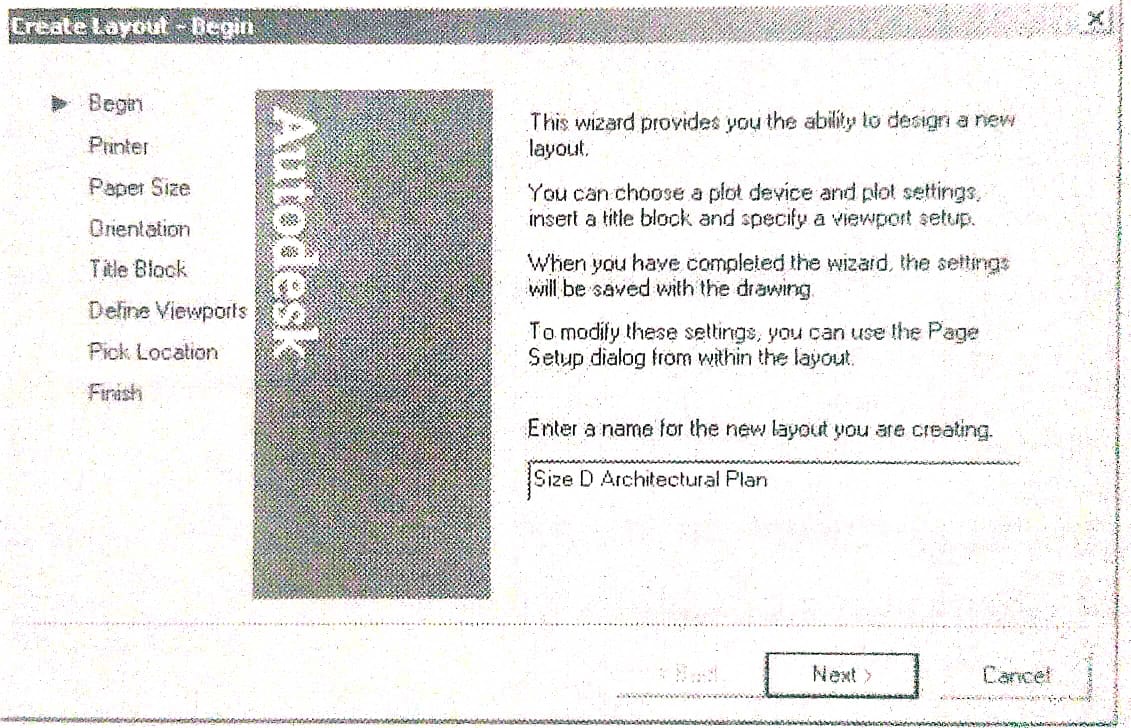 Create Layout - Begin
Begin
Printer
Paper Size
Orientation
Title Block
Define Viewports
Pick Location
Finish
Autodesk
This wizard provides you the ability to design a new
layout.
You can choose a plot device and plot settings,
insert a title block and specify a viewport setup.
When you have completed the wizard, the settings
will be saved with the drawing.
To modify these settings, you can use the Page
Setup dialog from within the layout.
Enter a name for the new layout you are creating.
Size D Architectural Plan
< Back
Next >
Cancel